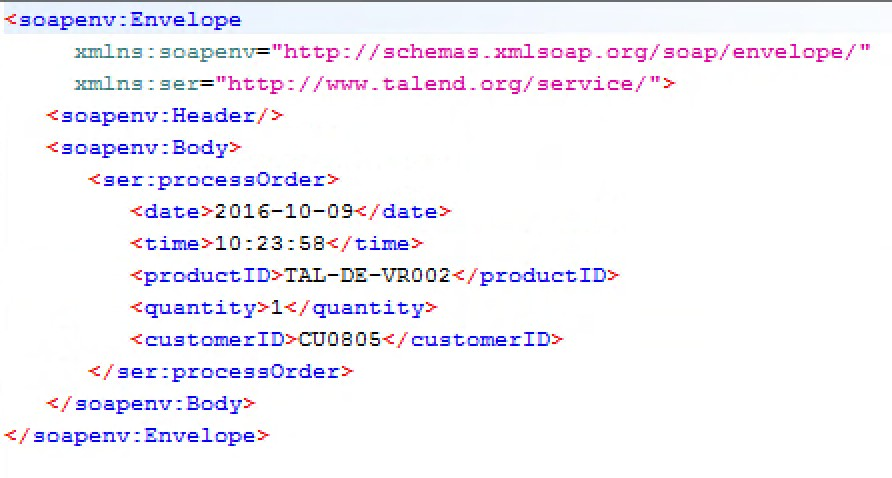 <soapenv:Envelope
xmlns:soapenv="http://schemas.xmlsoap.org/soap/envelope/"
xmlns:ser="http://www.talend.org/service/">
<soapenv:Header/>
<soapenv:Body>
<ser:processOrder>
<date>2016-10-09</date>
<time>10:23:58</time>
<productID>TAL-DE-VR002</productID>
<quantity>1</quantity>
<customerID>CU0805</customerID>
</ser:processOrder>
</soapenv:Body>
</soapenv:Envelope>